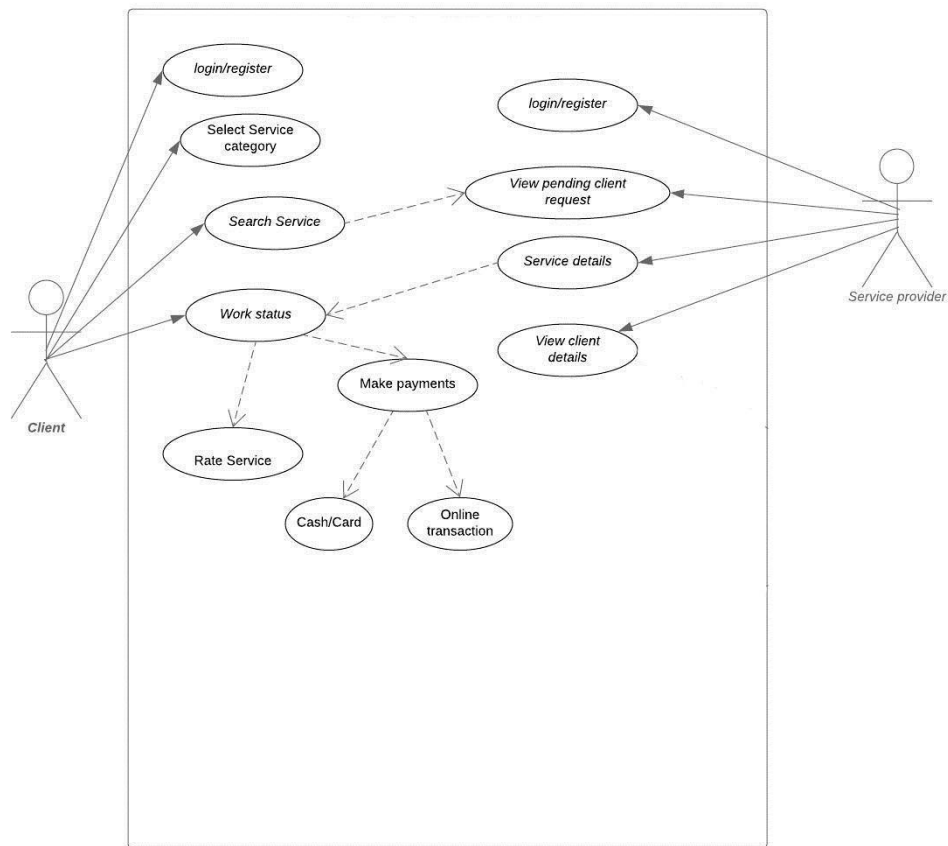 login/register
login/register
Select Service
category
View pending client
request
Search Service
Service details
Service provider
Work status
View client
details
Make payments
Client
Rate Service
Cash/Card
Online
transaction